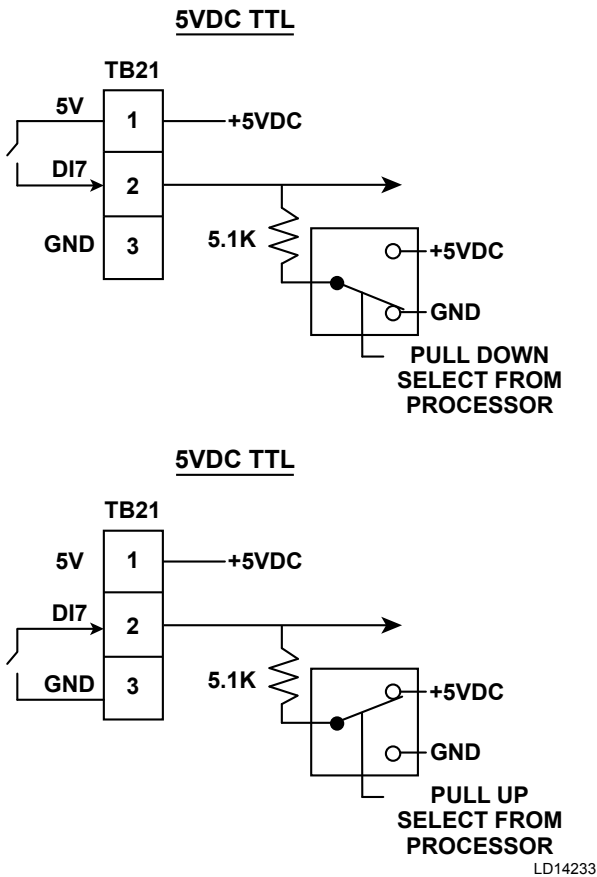 5VDC TTL
TB21
5V
1
+5VDC
DI7
2
GND
3
5.1K
+5VDC
GND
PULL DOWN
SELECT FROM
PROCESSOR
5VDC TTL
TB21
5V
1
+5VDC
DI7
2
GND
3
5.1K
+5VDC
GND
PULL UP
SELECT FROM
PROCESSOR
LD14233